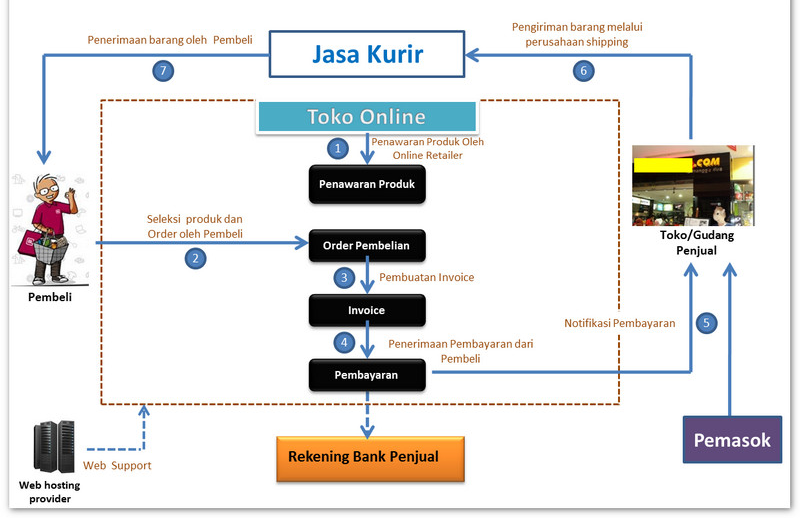 Penerimaan barang oleh Pembeli
7
Jasa Kurir
Pengiriman barang melalui
perusahaan shipping
6
Toko Online
1
Penawaran Produk Oleh
Online Retailer
Penawaran Produk
.COM
Toko/Gudang
Penjual
Seleksi produk dan
Order oleh Pembeli
2
Order Pembelian
Pembeli
3
Pembuatan Invoice
Invoice
4
Penerimaan Pembayaran dari
Pembeli
Notifikasi Pembayaran
5
Pembayaran
Pemasok
Web Support
Web hosting
provider
Rekening Bank Penjual